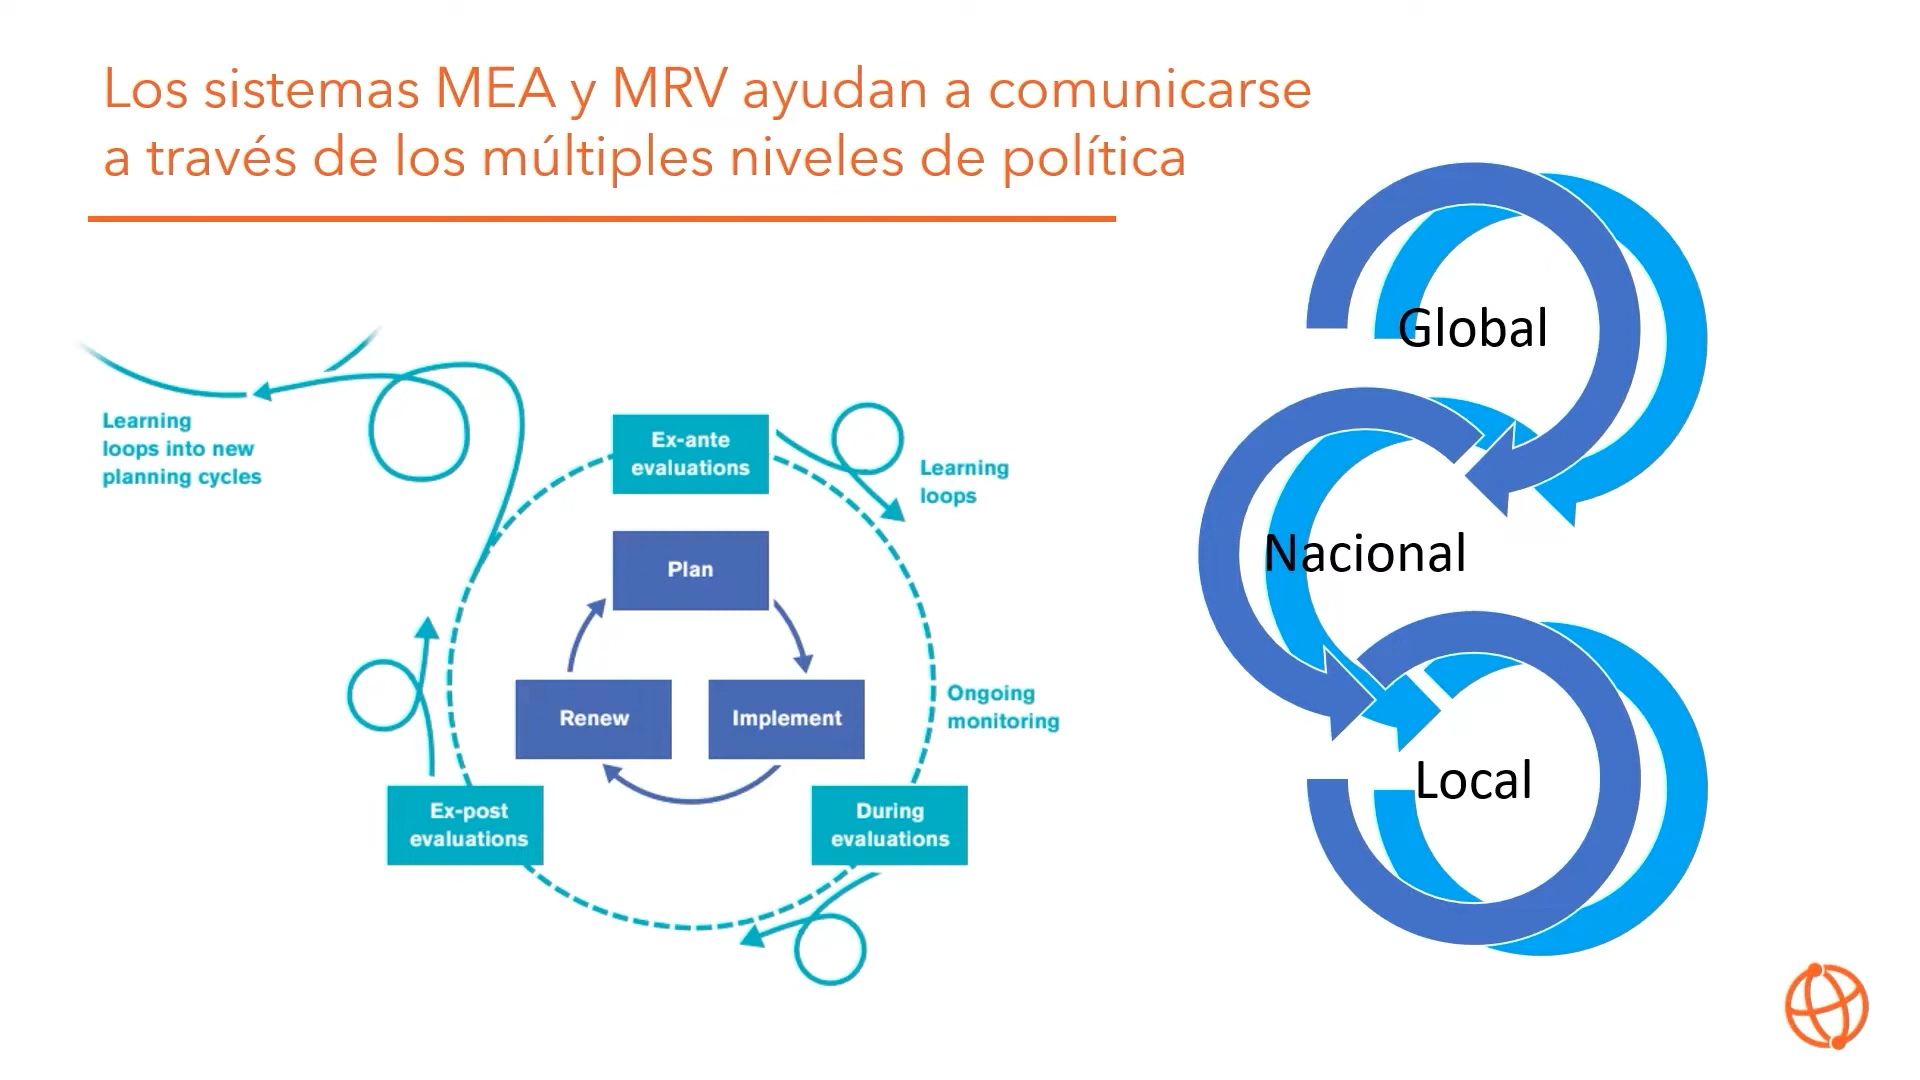 Los sistemas MEA y MRV ayudan a comunicarse
a través de los múltiples niveles de política
Learning
loops into new
planning cycles
Ex-ante
evaluations
Learning
loops
Plan
Renew
Implement
Ongoing
monitoring
Ex-post
evaluations
During
evaluations
Global
Nacional
Local